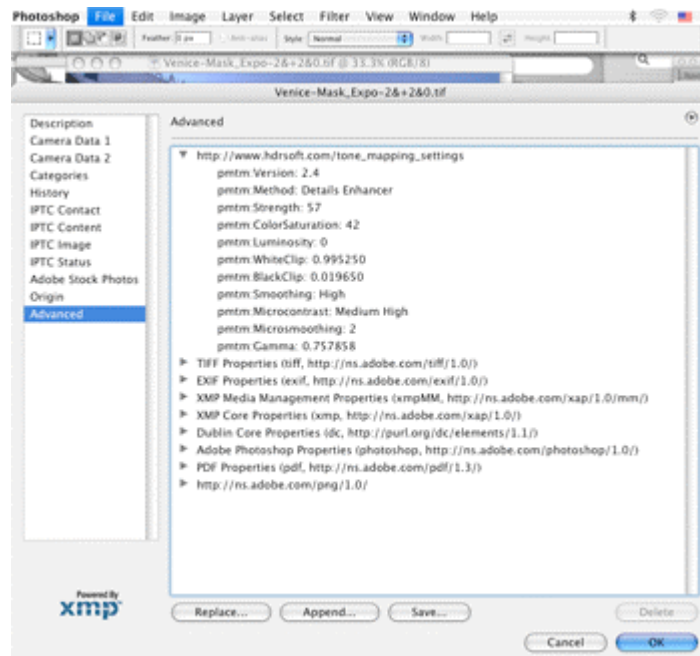 Photoshop File Edit Image Layer Select Filter View Window Help
Feather: 0 px Anti-alias Style: Normal Width: Height:
Venice-Mask_Expo-2&+2&0.tif @ 33.3% (RGB/8)
Venice-Mask_Expo-2&+2&0.tif
Description
Camera Data 1
Camera Data 2
Categories
History
IPTC Contact
IPTC Content
IPTC Image
IPTC Status
Adobe Stock Photos
Origin
Advanced
Advanced
http://www.hdrsoft.com/tone_mapping_settings
pmtm:Version: 2.4
pmtm:Method: Details Enhancer
pmtm:Strength: 57
pmtm:ColorSaturation: 42
pmtm:Luminosity: 0
pmtm:WhiteClip: 0.995250
pmtm:BlackClip: 0.019650
pmtm:Smoothing: High
pmtm:Microcontrast: Medium High
pmtm:Microsmoothing: 2
pmtm:Gamma: 0.757858
TIFF Properties (tiff, http://ns.adobe.com/tiff/1.0/)
EXIF Properties (exif, http://ns.adobe.com/exif/1.0/)
XMP Media Management Properties (xmpMM, http://ns.adobe.com/xap/1.0/mm/)
XMP Core Properties (xmp, http://ns.adobe.com/xap/1.0/)
Dublin Core Properties (dc, http://purl.org/dc/elements/1.1/)
Adobe Photoshop Properties (photoshop, http://ns.adobe.com/photoshop/1.0/)
PDF Properties (pdf, http://ns.adobe.com/pdf/1.3/)
http://ns.adobe.com/png/1.0/
Powered By
xmp
Replace... Append... Save... Delete
Cancel OK